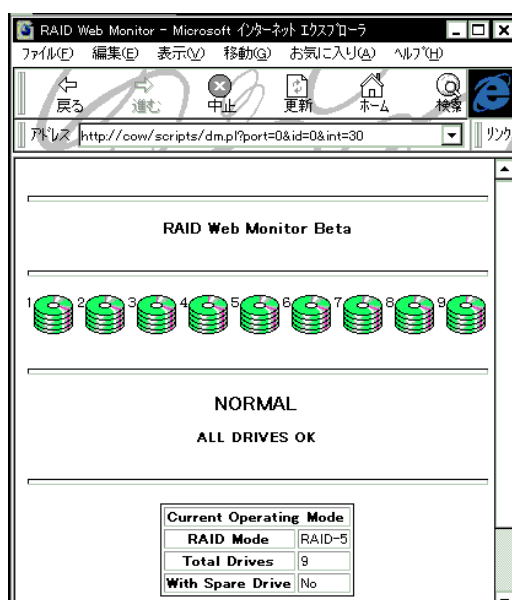 RAID Web Monitor - Microsoft インターネット エクスプローラ
ファイル(F) 編集(E) 表示(V) 移動(G) お気に入り(A) ヘルプ(H)
戻る 進む 中止 更新 ホーム 検索
アドレス http://cow/scripts/dm.pl?port=0&id=0&int=30 リンク
RAID Web Monitor Beta
1 2 3 4 5 6 7 8 9
NORMAL
ALL DRIVES OK
Current Operating Mode
RAID Mode RAID-5
Total Drives 9
With Spare Drive No